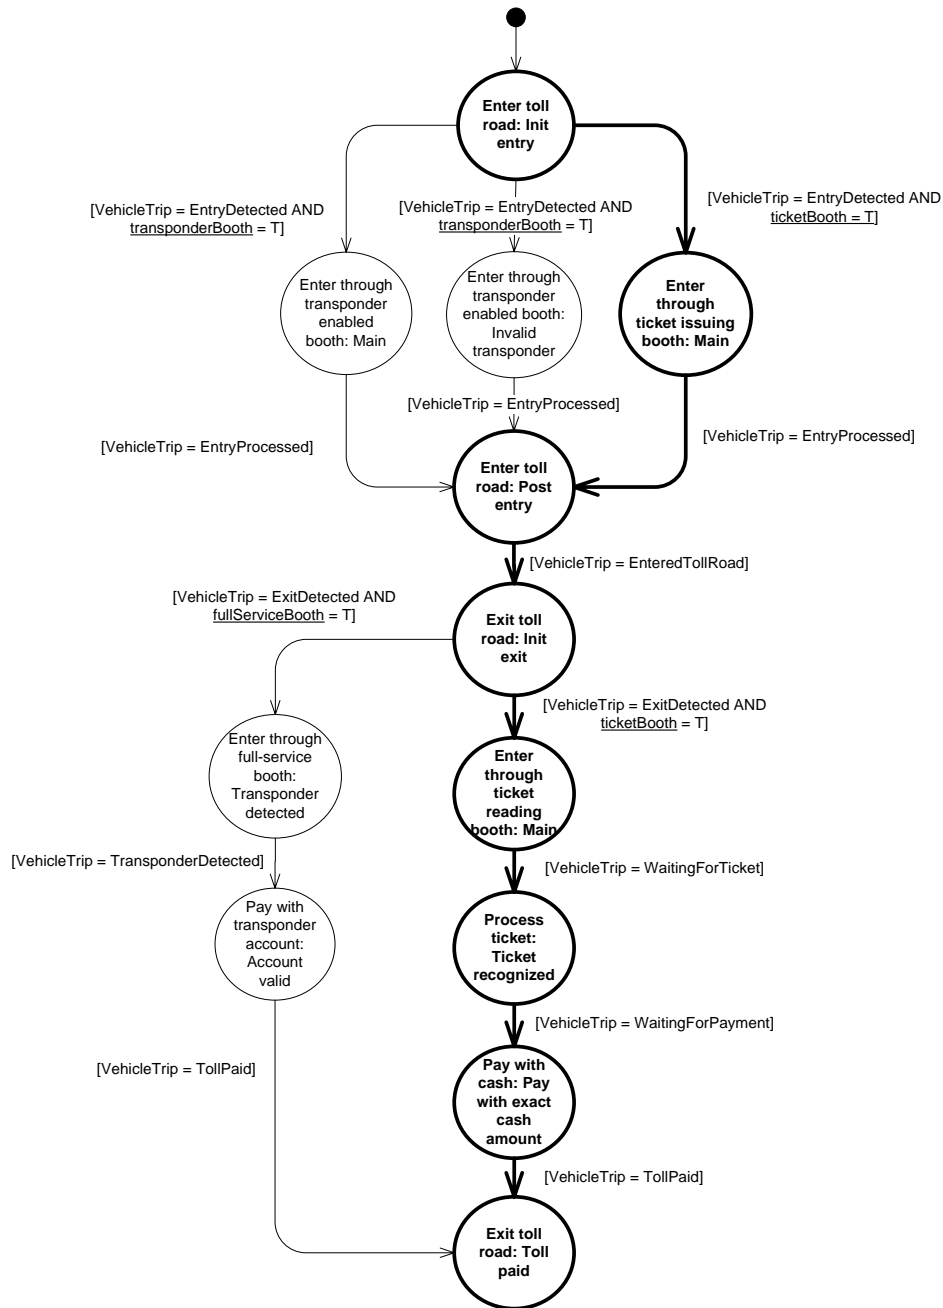 Enter toll
road: Init
entry
[VehicleTrip = EntryDetected AND
transponderBooth = T]
[VehicleTrip = EntryDetected AND
transponderBooth = T]
[VehicleTrip = EntryDetected AND
ticketBooth = T]
Enter through
transponder
enabled
booth: Main
Enter through
transponder
enabled booth:
Invalid
transponder
Enter
through
ticket issuing
booth: Main
[VehicleTrip = EntryProcessed]
[VehicleTrip = EntryProcessed]
[VehicleTrip = EntryProcessed]
Enter toll
road: Post
entry
[VehicleTrip = EnteredTollRoad]
[VehicleTrip = ExitDetected AND
fullServiceBooth = T]
Exit toll
road: Init
exit
[VehicleTrip = ExitDetected AND
ticketBooth = T]
Enter through
full-service
booth:
Transponder
detected
Enter
through
ticket
reading
booth: Main
[VehicleTrip = TransponderDetected]
[VehicleTrip = WaitingForTicket]
Pay with
transponder
account:
Account
valid
Process
ticket:
Ticket
recognized
[VehicleTrip = WaitingForPayment]
[VehicleTrip = TollPaid]
Pay with
cash: Pay
with exact
cash
amount
[VehicleTrip = TollPaid]
Exit toll
road: Toll
paid